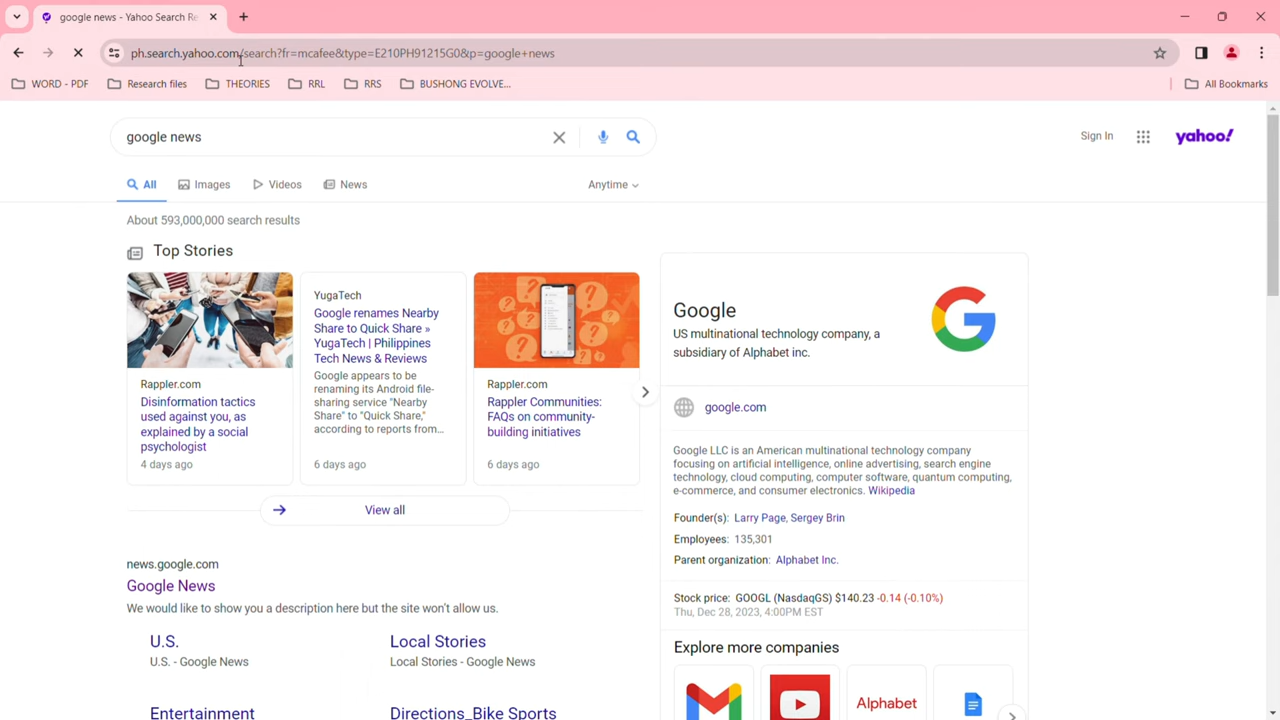 google news - Yahoo Search Re
ph.search.yahoo.com/search?fr=mcafee&type=E210PH91215G0&p=google+news
WORD - PDF
Research files
THEORIES
RRL
RRS
BUSHONG EVOLVE...
All Bookmarks
google news
Sign In
yahoo!
All
Images
Videos
News
Anytime
About 593,000,000 search results
Top Stories
Rappler.com
Disinformation tactics
used against you, as
explained by a social
psychologist
4 days ago
YugaTech
Google renames Nearby
Share to Quick Share »
YugaTech | Philippines
Tech News & Reviews
Google appears to be
renaming its Android file-
sharing service "Nearby
Share" to "Quick Share,"
according to reports from...
6 days ago
Rappler.com
Rappler Communities:
FAQs on community-
building initiatives
6 days ago
View all
news.google.com
Google News
We would like to show you a description here but the site won't allow us.
U.S.
U.S. - Google News
Local Stories
Local Stories - Google News
Entertainment
Directions_Bike Sports
Google
US multinational technology company, a
subsidiary of Alphabet inc.
google.com
Google LLC is an American multinational technology company
focusing on artificial intelligence, online advertising, search engine
technology, cloud computing, computer software, quantum computing,
e-commerce, and consumer electronics. Wikipedia
Founder(s): Larry Page, Sergey Brin
Employees: 135,301
Parent organization: Alphabet Inc.
Stock price: GOOGL (NasdaqGS) $140.23 -0.14 (-0.10%)
Thu, Dec 28, 2023, 4:00PM EST
Explore more companies
Alphabet